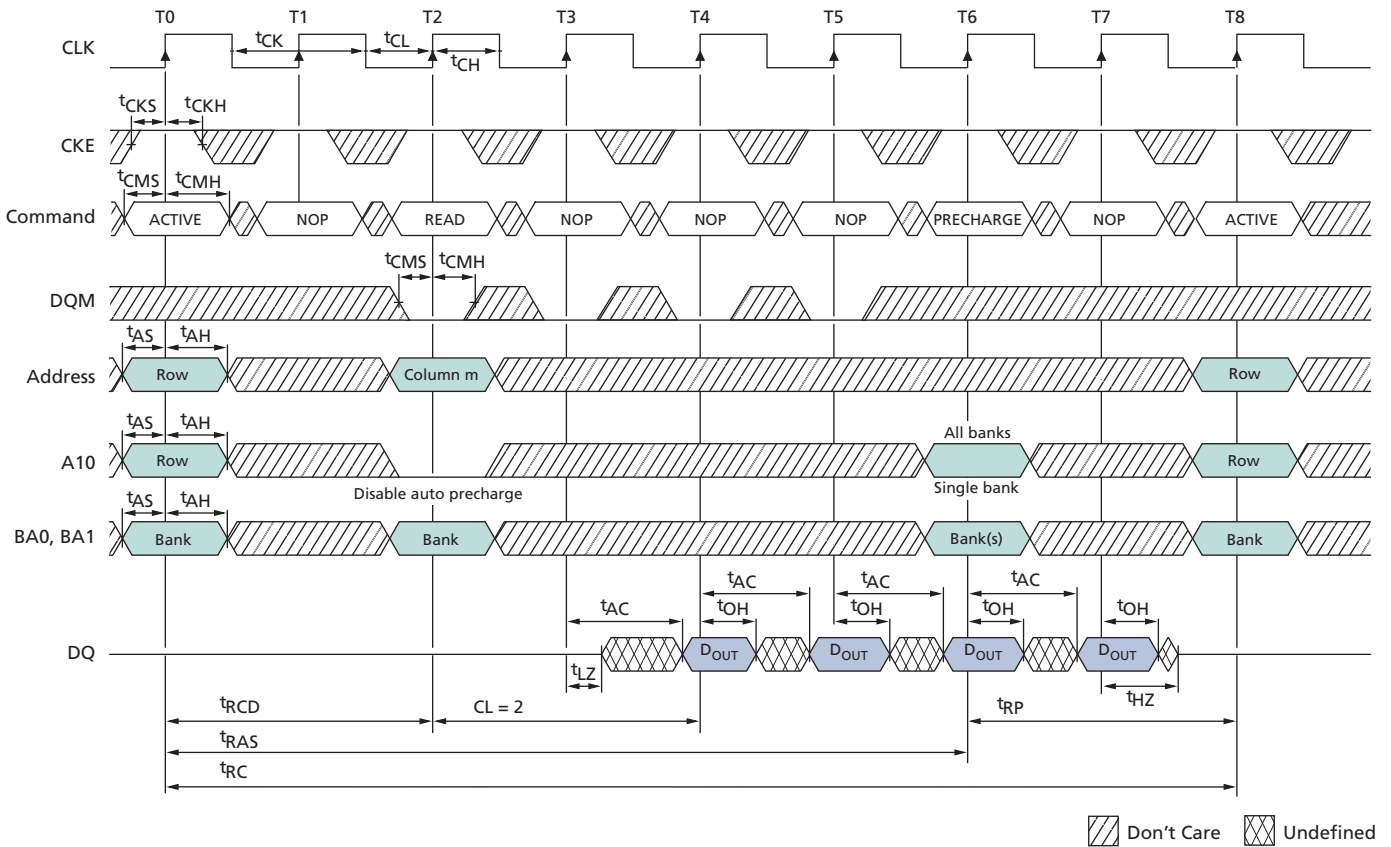 T0 T1 T2 T3 T4 T5 T6 T7 T8
CLK
tCK tCL
tCH
tCKS tCKH
CKE
tCMS tCMH
Command ACTIVE NOP READ NOP NOP NOP PRECHARGE NOP ACTIVE
tCMS tCMH
DQM
tAS tAH
Address Row Column m Row
tAS tAH
All banks
A10 Row Row
Disable auto precharge
Single bank
tAS tAH
BA0, BA1 Bank Bank Bank(s) Bank
tAC tAC tAC tAC
tOH tOH tOH tOH
DQ DOUT DOUT DOUT DOUT
tLZ
tHZ
tRCD CL = 2 tRP
tRAS
tRC
Don't Care Undefined